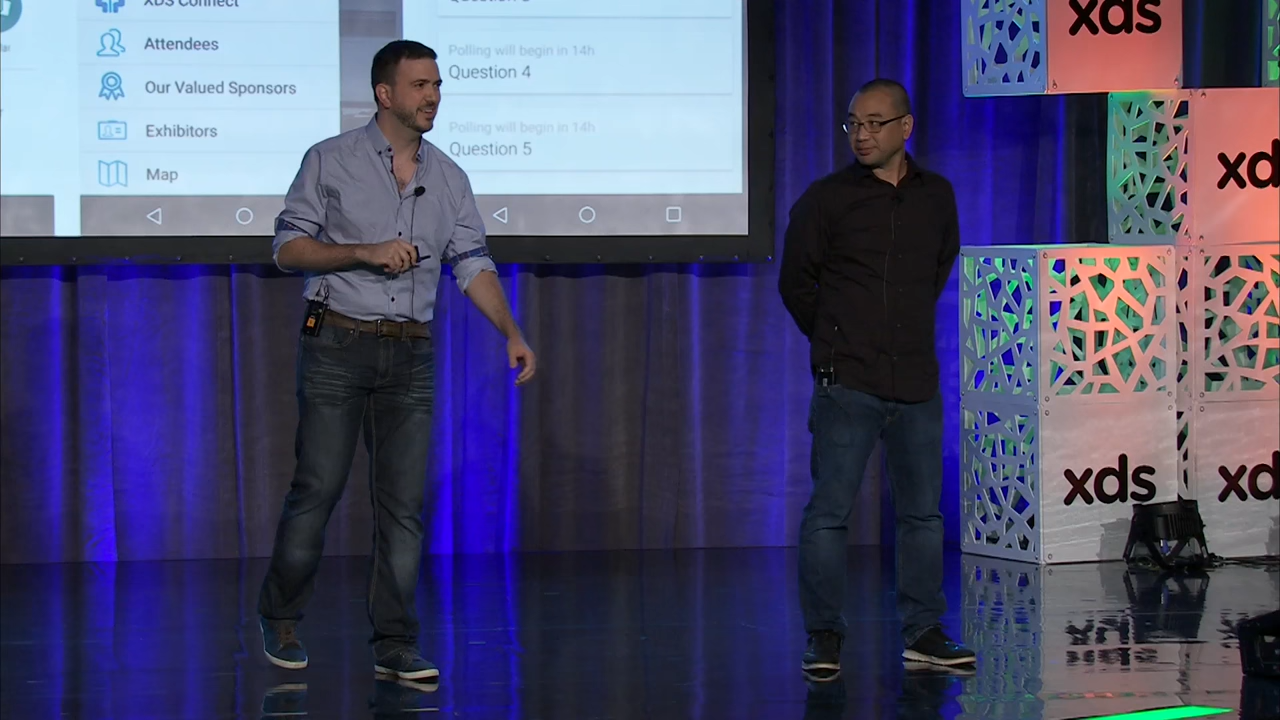 XDS Connect
Attendees
Our Valued Sponsors
Exhibitors
Map
Polling will begin in 14h
Question 4
Polling will begin in 14h
Question 5
xds
xds
xds